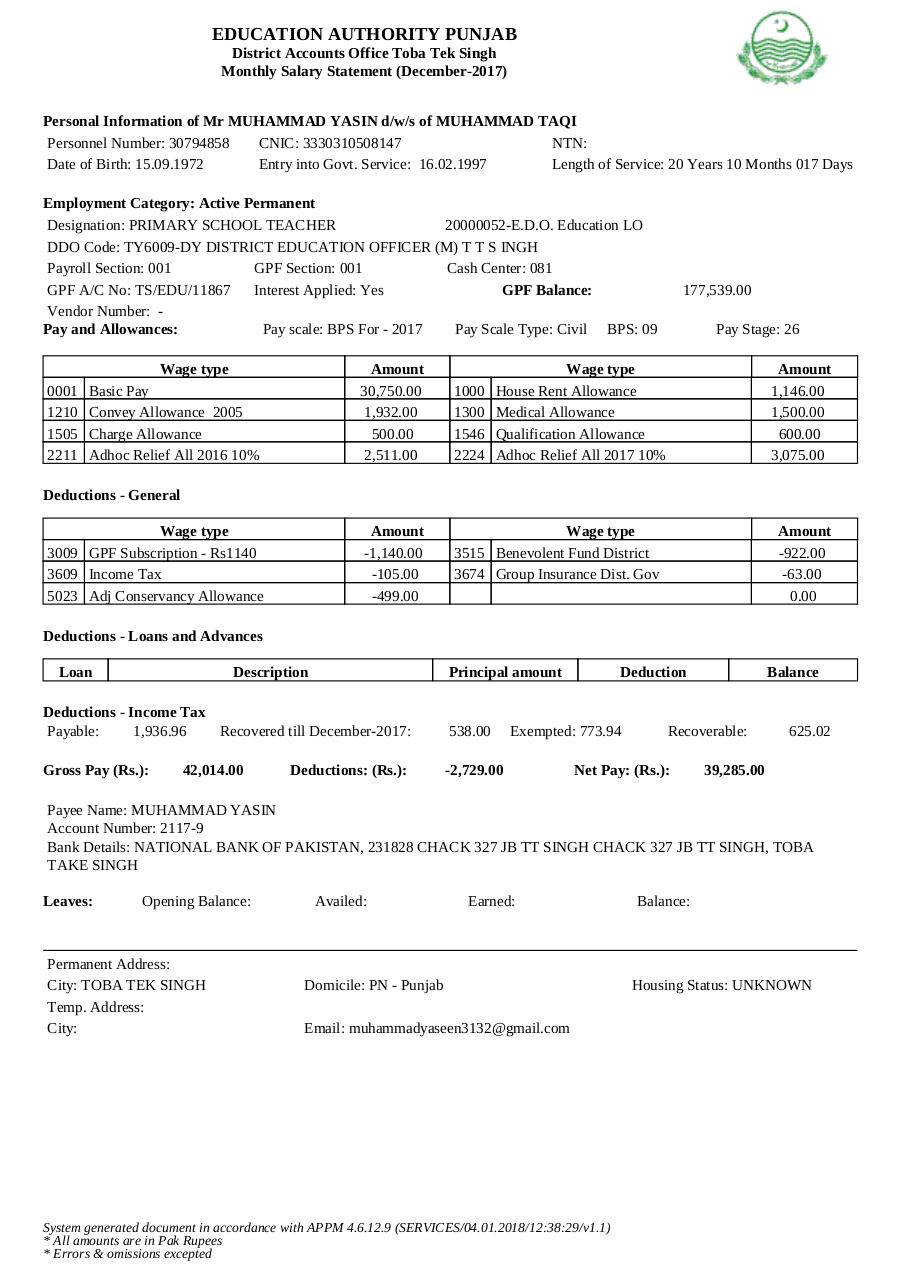 EDUCATION AUTHORITY PUNJAB
District Accounts Office Toba Tek Singh
Monthly Salary Statement (December-2017)
Personal Information of Mr MUHAMMAD YASIN d/w/s of MUHAMMAD TAQI
Personnel Number: 30794858 CNIC: 3330310508147 NTN:
Date of Birth: 15.09.1972 Entry into Govt. Service: 16.02.1997 Length of Service: 20 Years 10 Months 017 Days
Employment Category: Active Permanent
Designation: PRIMARY SCHOOL TEACHER 20000052-E.D.O. Education LO
DDO Code: TY6009-DY DISTRICT EDUCATION OFFICER (M) T T S INGH
Payroll Section: 001 GPF Section: 001 Cash Center: 081
GPF A/C No: TS/EDU/11867 Interest Applied: Yes GPF Balance: 177,539.00
Vendor Number: -
Pay and Allowances: Pay scale: BPS For - 2017 Pay Scale Type: Civil BPS: 09 Pay Stage: 26
Wage type Amount Wage type Amount
0001 Basic Pay 30,750.00 1000 House Rent Allowance 1,146.00
1210 Convey Allowance 2005 1,932.00 1300 Medical Allowance 1,500.00
1505 Charge Allowance 500.00 1546 Qualification Allowance 600.00
2211 Adhoc Relief All 2016 10% 2,511.00 2224 Adhoc Relief All 2017 10% 3,075.00
Deductions - General
Wage type Amount Wage type Amount
3009 GPF Subscription - Rs1140 -1,140.00 3515 Benevolent Fund District -922.00
3609 Income Tax -105.00 3674 Group Insurance Dist. Gov -63.00
5023 Adj Conservancy Allowance -499.00 0.00
Deductions - Loans and Advances
Loan Description Principal amount Deduction Balance
Deductions - Income Tax
Payable: 1,936.96 Recovered till December-2017: 538.00 Exempted: 773.94 Recoverable: 625.02
Gross Pay (Rs.): 42,014.00 Deductions: (Rs.): -2,729.00 Net Pay: (Rs.): 39,285.00
Payee Name: MUHAMMAD YASIN
Account Number: 2117-9
Bank Details: NATIONAL BANK OF PAKISTAN, 231828 CHACK 327 JB TT SINGH CHACK 327 JB TT SINGH, TOBA
TAKE SINGH
Leaves: Opening Balance: Availed: Earned: Balance:
Permanent Address:
City: TOBA TEK SINGH Domicile: PN - Punjab Housing Status: UNKNOWN
Temp. Address:
City: Email: muhammadyaseen3132@gmail.com
System generated document in accordance with APPM 4.6.12.9 (SERVICES/04.01.2018/12:38:29/v1.1)
* All amounts are in Pak Rupees
* Errors & omissions excepted